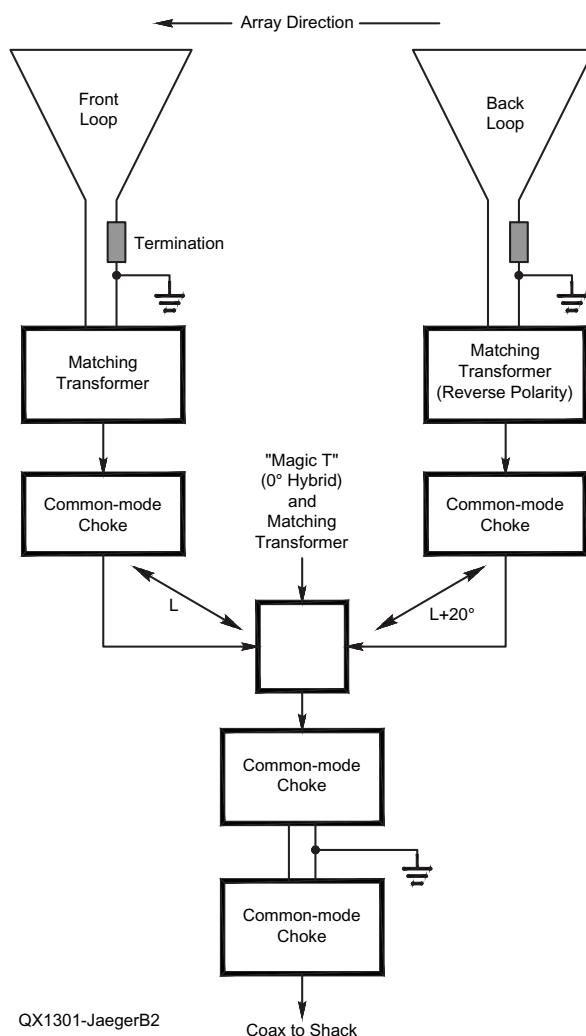 Array Direction
Front
Loop
Back
Loop
Termination
Matching
Transformer
Matching
Transformer
(Reverse Polarity)
Common-mode
Choke
"Magic T"
(0° Hybrid)
and
Matching
Transformer
Common-mode
Choke
L
L+20°
Common-mode
Choke
Common-mode
Choke
QX1301-JaegerB2
Coax to Shack